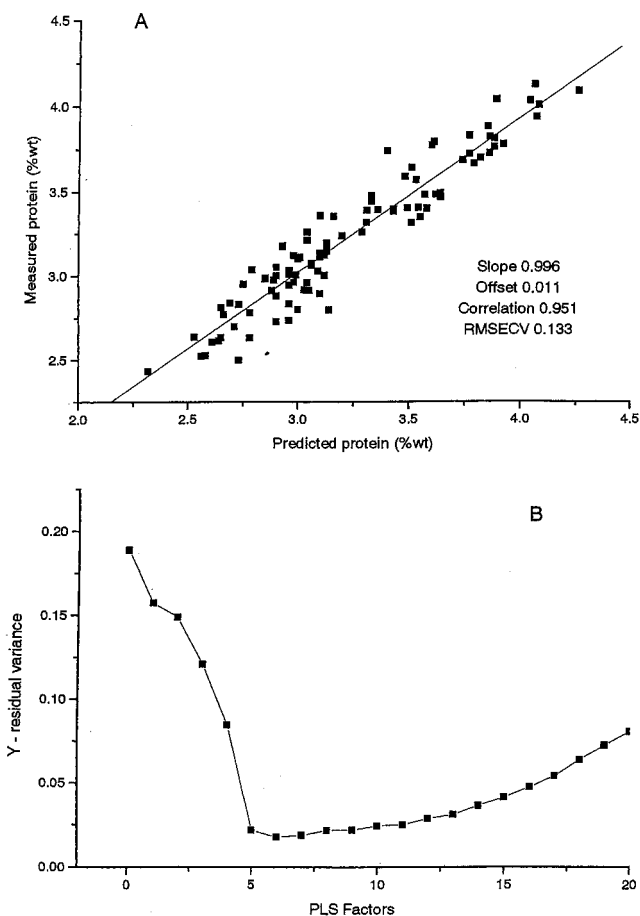 A
Measured protein (%wt)
4.5
4.0
3.5
3.0
2.5
Slope 0.996
Offset 0.011
Correlation 0.951
RMSECV 0.133
2.0
2.5
3.0
3.5
4.0
4.5
Predicted protein (%wt)
B
Y - residual variance
0.20
0.15
0.10
0.05
0.00
0
5
10
15
20
PLS Factors